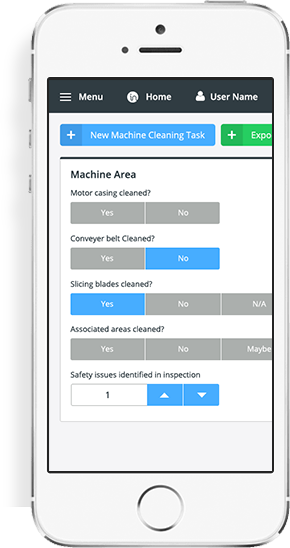 Menu Home User Name
+ New Machine Cleaning Task + Expo
Machine Area
Motor casing cleaned?
Yes No
Conveyer belt Cleaned?
Yes No
Slicing blades cleaned?
Yes No N/A
Associated areas cleaned?
Yes No Maybe
Safety issues identified in inspection
1